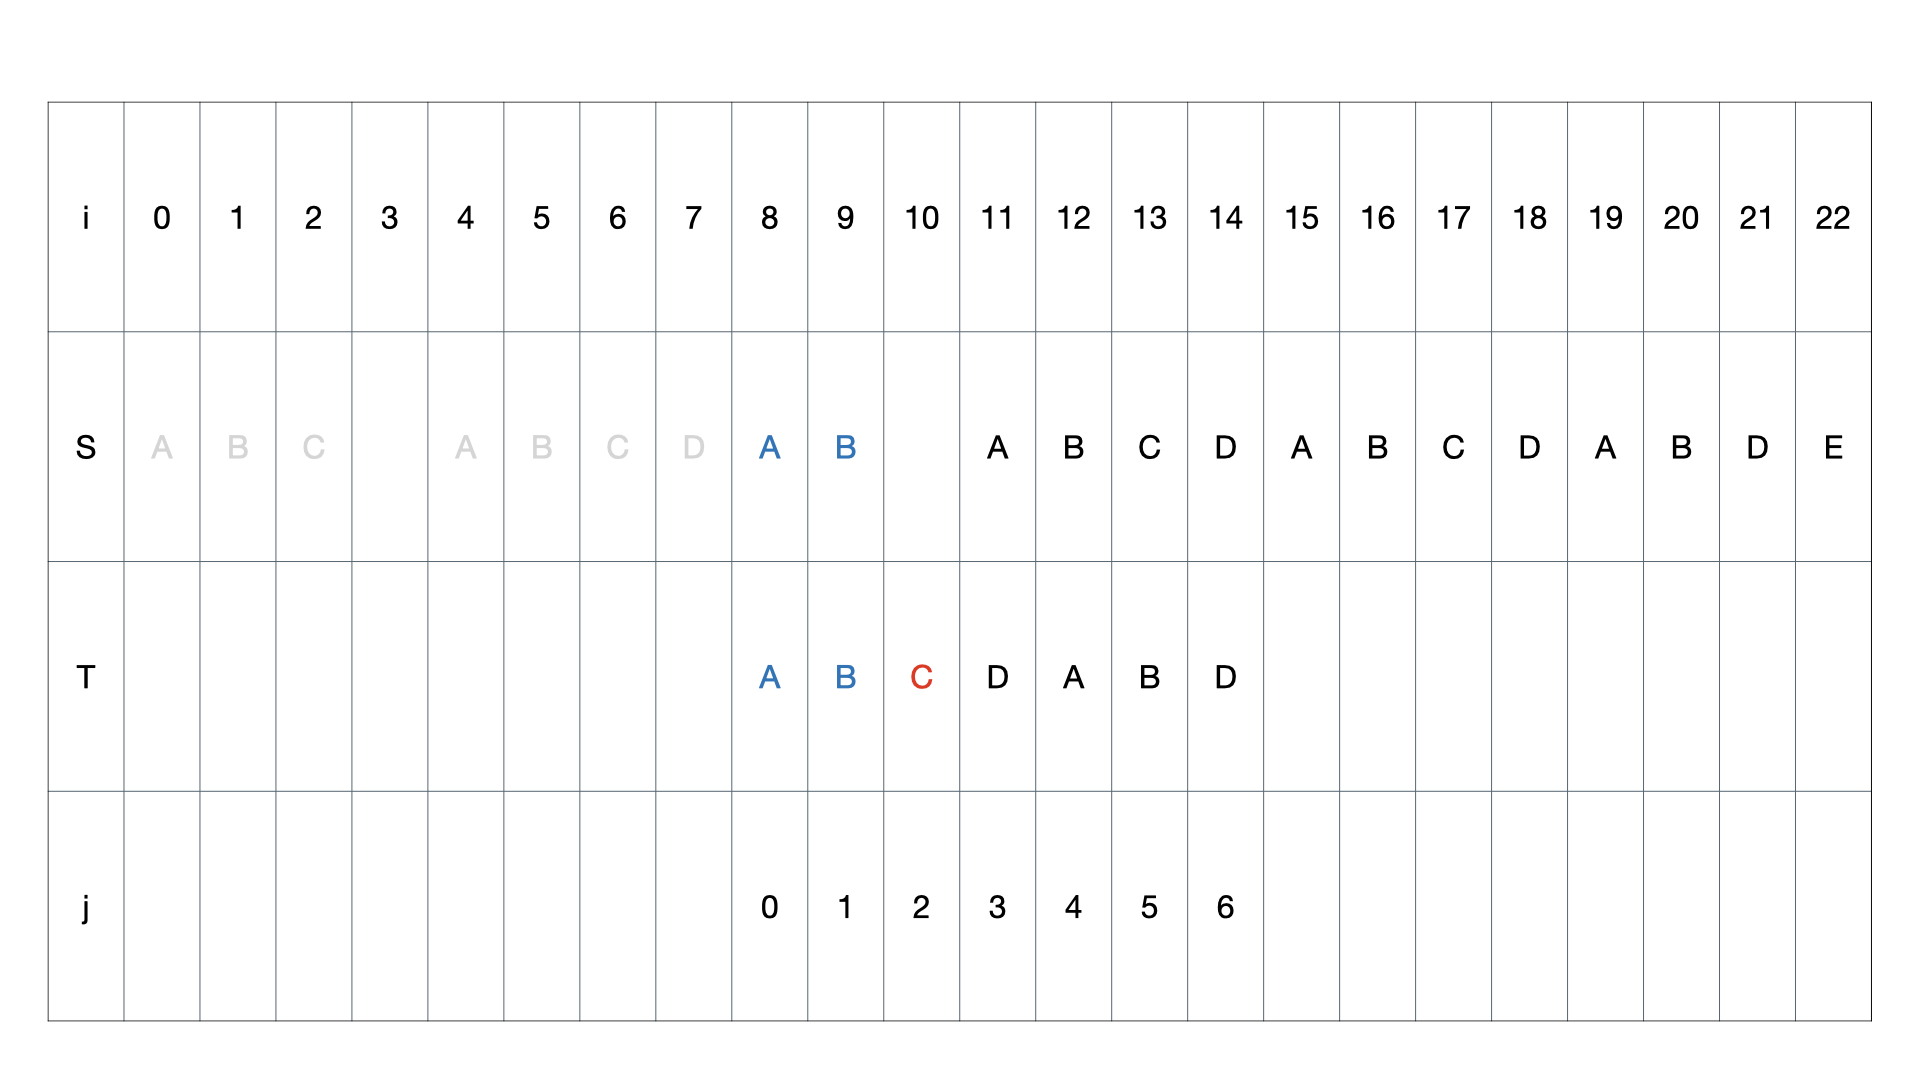 i 0 1 2 3 4 5 6 7 8 9 10 11 12 13 14 15 16 17 18 19 20 21 22
S A B C A B C D A B A B C D A B C D A B D E
T A B C D A B D
j 0 1 2 3 4 5 6